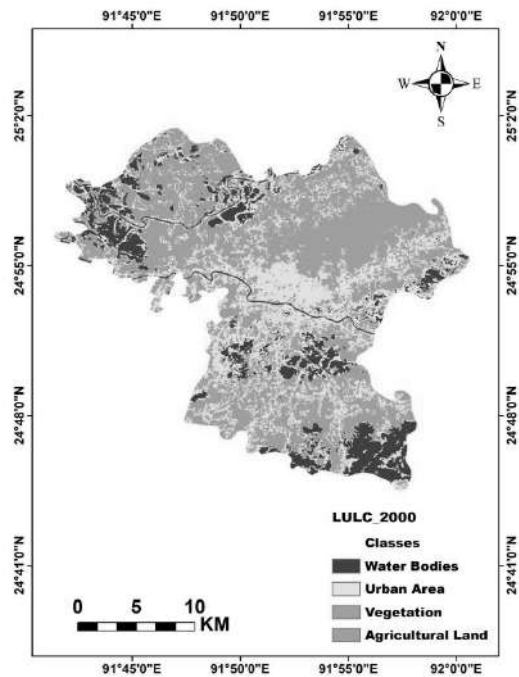 91°45'0"E 91°50'0"E 91°55'0"E 92°0'0"E
N
W E
S
25°2'0"N 25°2'0"N
24°55'0"N 24°55'0"N
24°48'0"N 24°48'0"N
24°41'0"N 24°41'0"N
LULC_2000
Classes
Water Bodies
Urban Area
Vegetation
Agricultural Land
0 5 10
KM
91°45'0"E 91°50'0"E 91°55'0"E 92°0'0"E